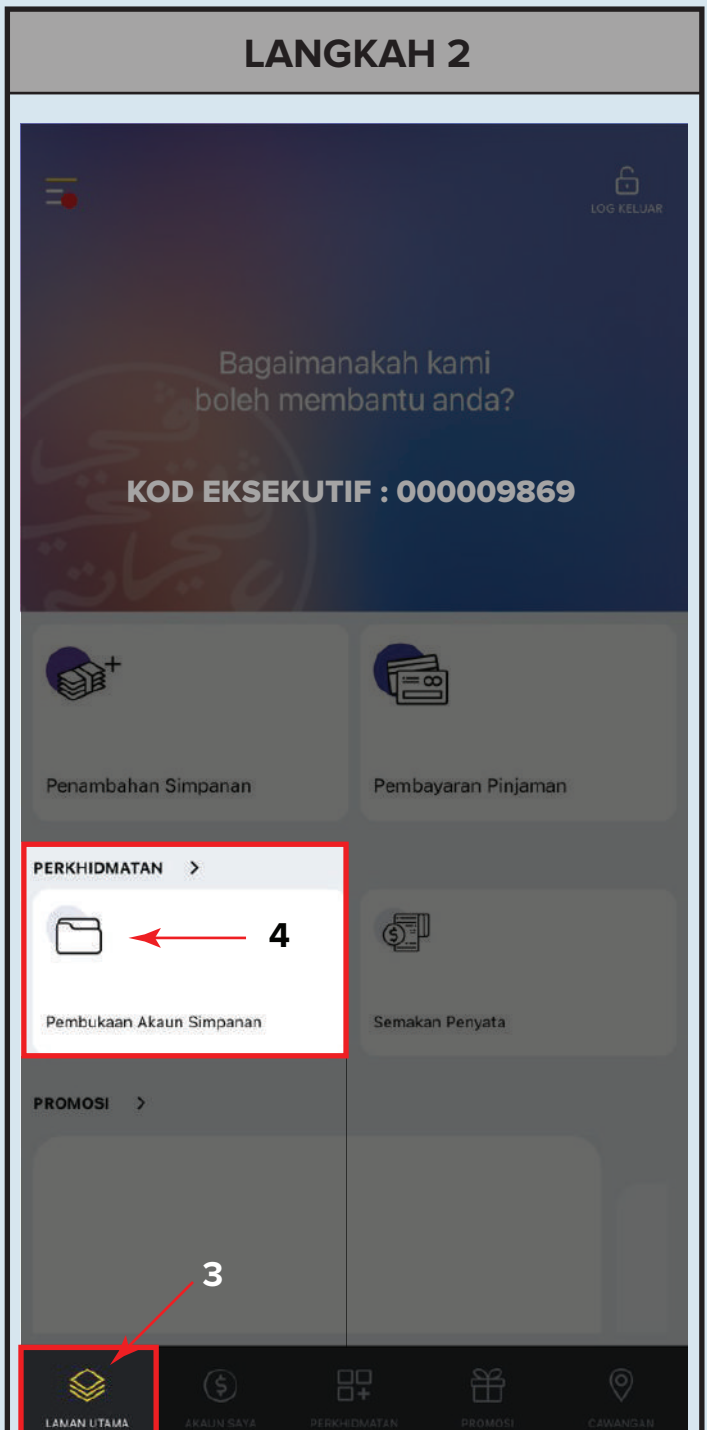 LANGKAH 2
LOG KELUAR
Bagaimanakah kami
boleh membantu anda?
KOD EKSEKUTIF : 000009869
Penambahan Simpanan
Pembayaran Pinjaman
PERKHIDMATAN >
4
Pembukaan Akaun Simpanan
Semakan Penyata
PROMOSI >
3
LAMAN UTAMA
AKAUN SAYA
PERKHIDMATAN
PROMOSI
CAWANGAN